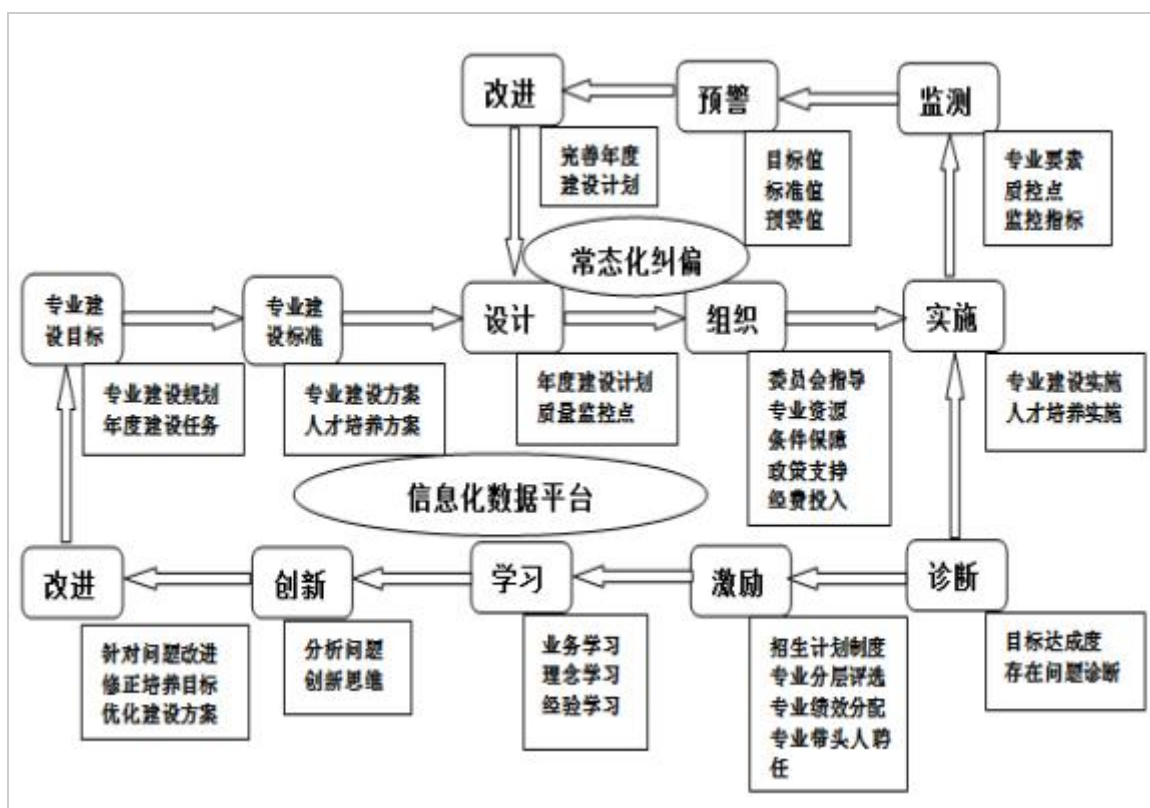 改进
预警
监测
完善年度
建设计划
目标值
标准值
预警值
专业要素
质控点
监控指标
常态化纠偏
专业建
设目标
专业建
设标准
设计
组织
实施
专业建设规划
年度建设任务
专业建设方案
人才培养方案
年度建设计划
质量监控点
委员会指导
专业资源
条件保障
政策支持
经费投入
专业建设实施
人才培养实施
信息化数据平台
改进
创新
学习
激励
诊断
针对问题改进
修正培养目标
优化建设方案
分析问题
创新思维
业务学习
理念学习
经验学习
招生计划制度
专业分层评选
专业绩效分配
专业带头人聘
任
目标达成度
存在问题诊断